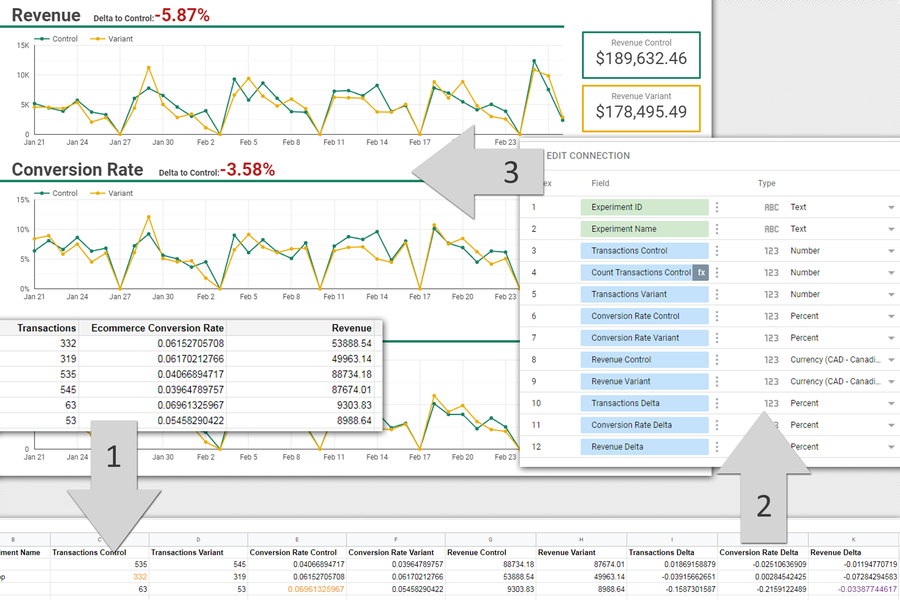 Revenue Delta to Control:-5.87%
Control Variant
15K
10K
5K
0
Jan 21 Jan 24 Jan 27 Jan 30 Feb 2 Feb 5 Feb 8 Feb 11 Feb 14 Feb 17 Feb 20 Feb 23
Revenue Control
$189,632.46
Revenue Variant
$178,495.49
Conversion Rate Delta to Control:-3.58%
Control Variant
15%
10%
5%
0%
Jan 21 Jan 24 Jan 27 Jan 30 Feb 2 Feb 5 Feb 8 Feb 11 Feb 14 Feb 17 Feb 20 Feb 23
3
EDIT CONNECTION
Field Type
1 Experiment ID ABC Text
2 Experiment Name ABC Text
3 Transactions Control 123 Number
4 Count Transactions Control fx 123 Number
5 Transactions Variant 123 Number
6 Conversion Rate Control 123 Percent
7 Conversion Rate Variant 123 Percent
8 Revenue Control 123 Currency (CAD - Canadi...
9 Revenue Variant 123 Currency (CAD - Canadi...
10 Transactions Delta 123 Percent
11 Conversion Rate Delta Percent
12 Revenue Delta Percent
Transactions Ecommerce Conversion Rate Revenue
332 0.06152705708 53888.54
319 0.06170212766 49963.14
535 0.04066894717 88734.18
545 0.03964789757 87674.01
63 0.06961325967 9303.83
53 0.05458290422 8988.64
0
Jan 21 Jan 24 Jan 27 Jan 30 Feb 2 Feb 5 Feb 8 Feb 11 Feb 14 Feb 17 Feb 20 Feb 23
1
2
B C D E F G H I J K
Transactions Control Transactions Variant Conversion Rate Control Conversion Rate Variant Revenue Control Revenue Variant Transactions Delta Conversion Rate Delta Revenue Delta
535 545 0.04066894717 0.03964789757 88734.18 87674.01 0.01869158879 -0.02510636909 -0.01194770719
332 319 0.06152705708 0.06170212766 53888.54 49963.14 -0.03915662651 0.00284542425 -0.07284294583
63 53 0.06961325967 0.05458290422 9303.83 8988.64 -0.1587301587 -0.2159122489 -0.03387744617